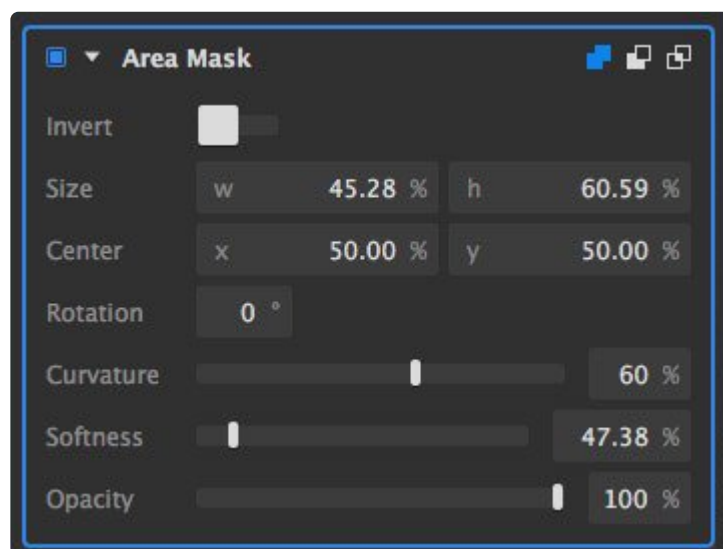 Area Mask
Invert
Size w 45.28 % h 60.59 %
Center x 50.00 % y 50.00 %
Rotation 0 °
Curvature 60 %
Softness 47.38 %
Opacity 100 %